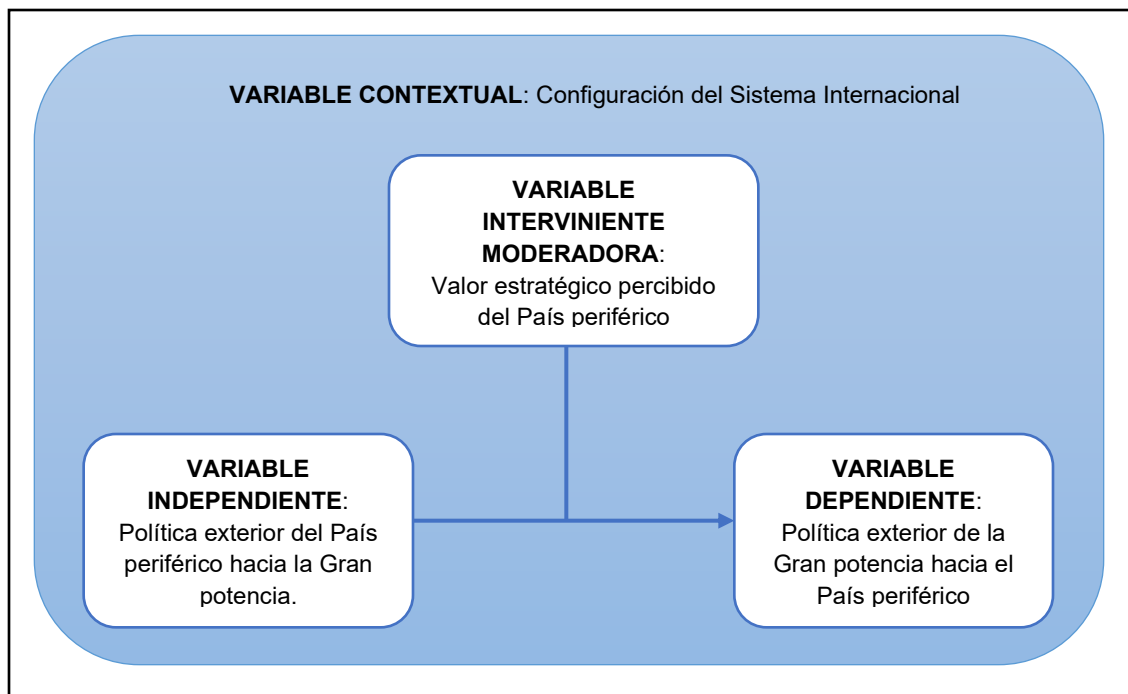 VARIABLE CONTEXTUAL: Configuración del Sistema Internacional
VARIABLE
INTERVINIENTE
MODERADORA:
Valor estratégico percibido
del País periférico
VARIABLE
INDEPENDIENTE:
Política exterior del País
periférico hacia la Gran
potencia.
VARIABLE
DEPENDIENTE:
Política exterior de la
Gran potencia hacia el
País periférico